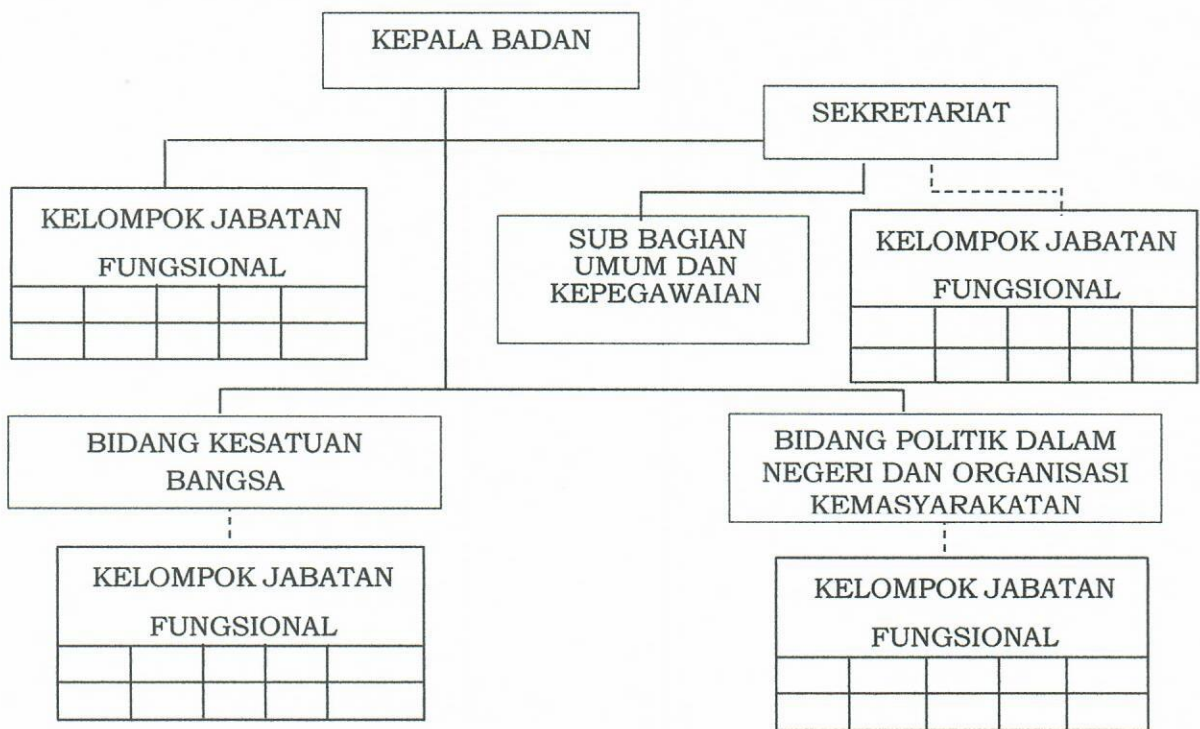 KEPALA BADAN
SEKRETARIAT
KELOMPOK JABATAN
FUNGSIONAL
SUB BAGIAN
UMUM DAN
KEPEGAWAIAN
KELOMPOK JABATAN
FUNGSIONAL
BIDANG KESATUAN
BANGSA
BIDANG POLITIK DALAM
NEGERI DAN ORGANISASI
KEMASYARAKATAN
KELOMPOK JABATAN
FUNGSIONAL
KELOMPOK JABATAN
FUNGSIONAL